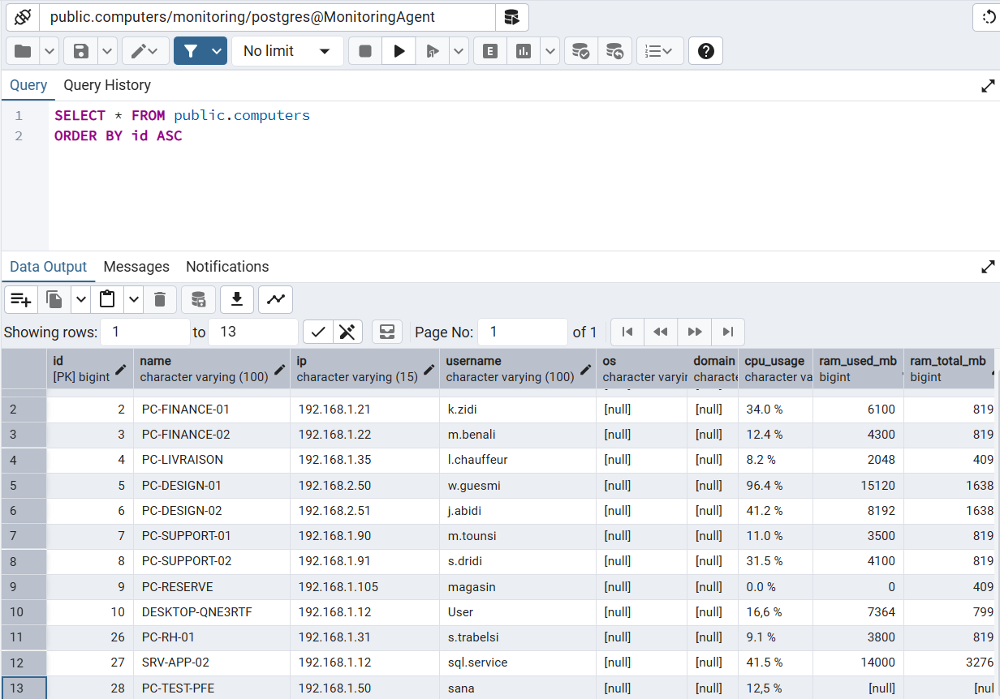 public.computers/monitoring/postgres@MonitoringAgent
No limit
E
Query Query History
1 SELECT * FROM public.computers
2 ORDER BY id ASC
Data Output Messages Notifications
Showing rows: 1 to 13 Page No: 1 of 1
id name ip username os domain cpu_usage ram_used_mb ram_total_mb
[PK] bigint character varying (100) character varying (15) character varying (100) character varyin characte character va bigint bigint
2 2 PC-FINANCE-01 192.168.1.21 k.zidi [null] [null] 34.0 % 6100 819
3 3 PC-FINANCE-02 192.168.1.22 m.benali [null] [null] 12.4 % 4300 819
4 4 PC-LIVRAISON 192.168.1.35 l.chauffeur [null] [null] 8.2 % 2048 409
5 5 PC-DESIGN-01 192.168.2.50 w.guesmi [null] [null] 96.4 % 15120 1638
6 6 PC-DESIGN-02 192.168.2.51 j.abidi [null] [null] 41.2 % 8192 1638
7 7 PC-SUPPORT-01 192.168.1.90 m.tounsi [null] [null] 11.0 % 3500 819
8 8 PC-SUPPORT-02 192.168.1.91 s.dridi [null] [null] 31.5 % 4100 819
9 9 PC-RESERVE 192.168.1.105 magasin [null] [null] 0.0 % 0 409
10 10 DESKTOP-QNE3RTF 192.168.1.12 User [null] [null] 16,6 % 7364 799
11 26 PC-RH-01 192.168.1.31 s.trabelsi [null] [null] 9.1 % 3800 819
12 27 SRV-APP-02 192.168.1.12 sql.service [null] [null] 41.5 % 14000 3276
13 28 PC-TEST-PFE 192.168.1.50 sana [null] [null] 12,5 % [null] [nul